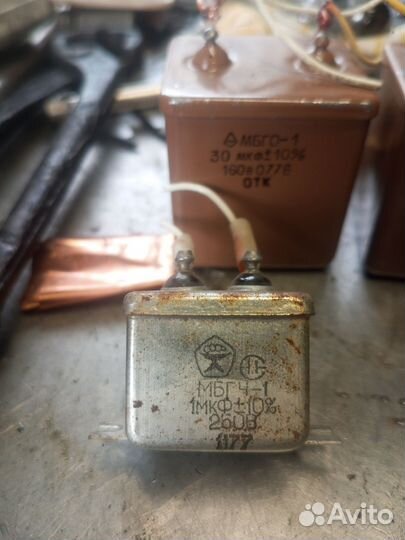 МБГО-1
30 мкф±10%
160в 0776
ОТК
МБГЧ-1
1МКФ±10%
250В
1177
Avito